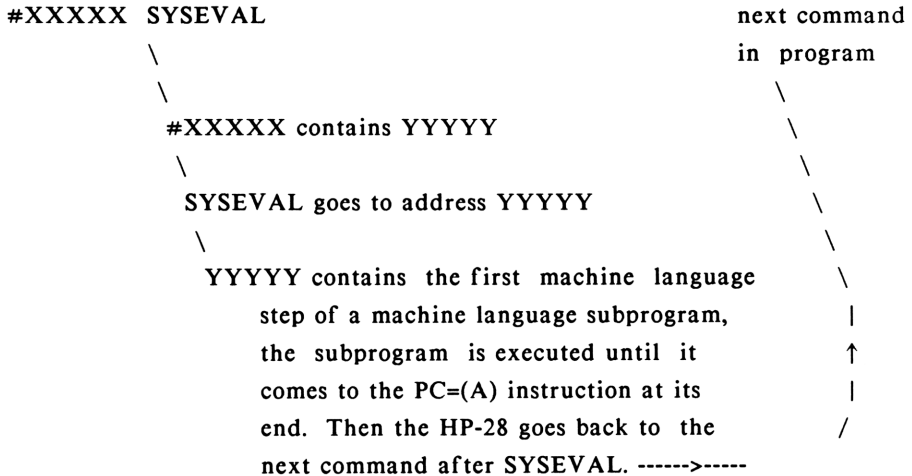 #XXXXX SYSEVAL
next command
in program
#XXXXX contains YYYYY
SYSEVAL goes to address YYYYY
YYYYY contains the first machine language
step of a machine language subprogram,
the subprogram is executed until it
comes to the PC=(A) instruction at its
end. Then the HP-28 goes back to the
next command after SYSEVAL. ------>-----